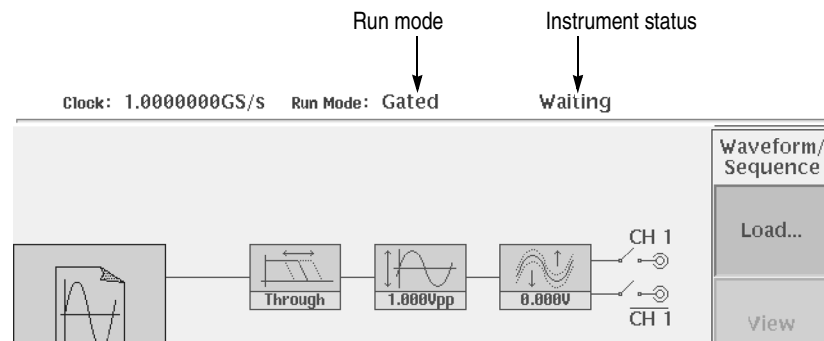 Run mode Instrument status
Clock: 1.0000000GS/s Run Mode: Gated Waiting
Waveform/
Sequence
CH 1
Load...
Through 1.000Vpp 0.000V
CH 1
View